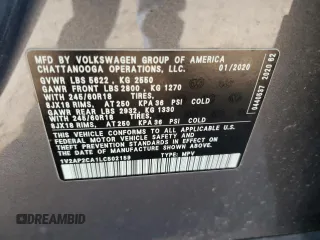 MFD BY VOLKSWAGEN GROUP OF AMERICA
CHATTANOOGA OPERATIONS, LLC. 01/2020
GVWR LBS 5622 , KG 2550
GAWR FRONT LBS 2800 , KG 1270
WITH 245/60R18 TIRES,
8JX18 RIMS, AT 250 KPA 36 PSI COLD
GAWR REAR LBS 2932, KG 1330
WITH 245/60R18 TIRES,
8JX18 RIMS, AT 250 KPA 36 PSI COLD
THIS VEHICLE CONFORMS TO ALL APPLICABLE
FEDERAL MOTOR VEHICLE SAFETY AND
THEFT PREVENTION STANDARDS IN EFFECT ON
THE DATE OF MANUFACTURE SHOWN ABOVE.
TYPE: MPV
DREAMBID